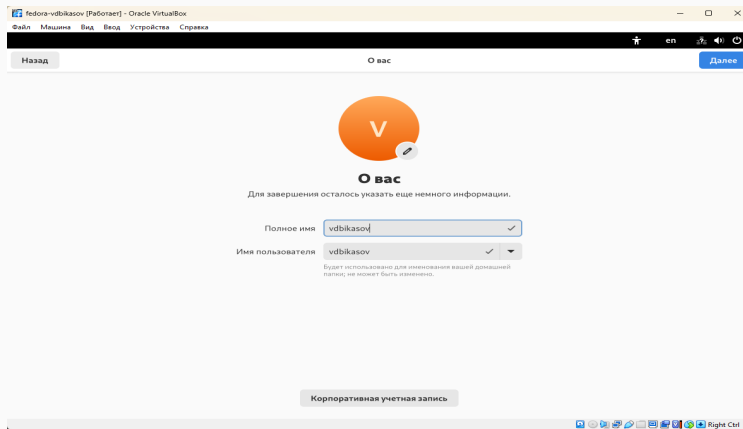 fedora-vdbikasov [Работает] - Oracle VirtualBox
Файл Машина Вид Ввод Устройства Справка
en
Назад О вас Далее
V
О вас
Для завершения осталось указать еще немного информации.
Полное имя vdbikasov
Имя пользователя vdbikasov
Будет использовано для именования вашей домашней
папки; не может быть изменено.
Корпоративная учетная запись
Right Ctrl